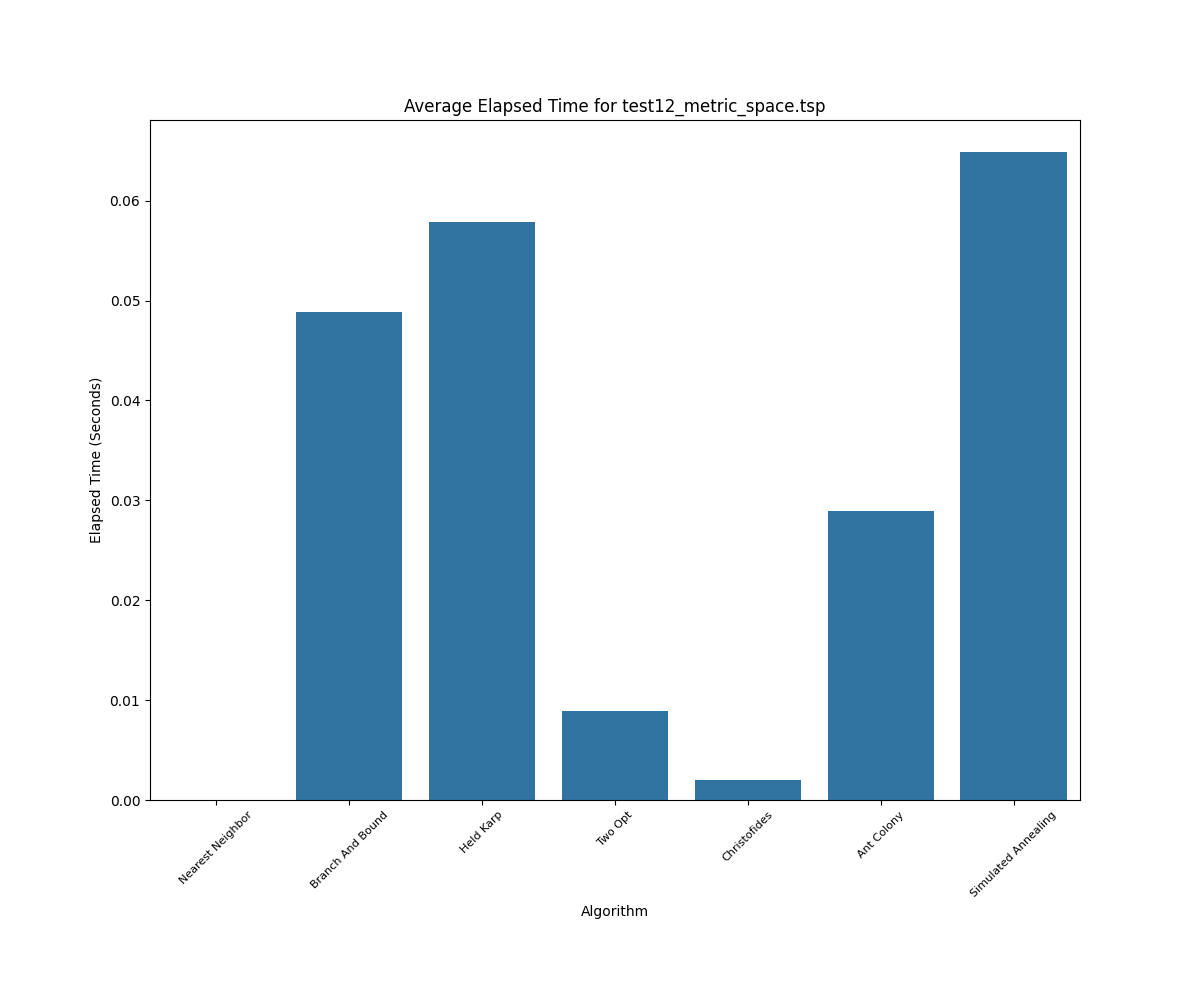 Average Elapsed Time for test12_metric_space.tsp
Elapsed Time (Seconds)
0.06
0.05
0.04
0.03
0.02
0.01
0.00
Nearest Neighbor
Branch And Bound
Held Karp
Two Opt
Christofides
Ant Colony
Simulated Annealing
Algorithm